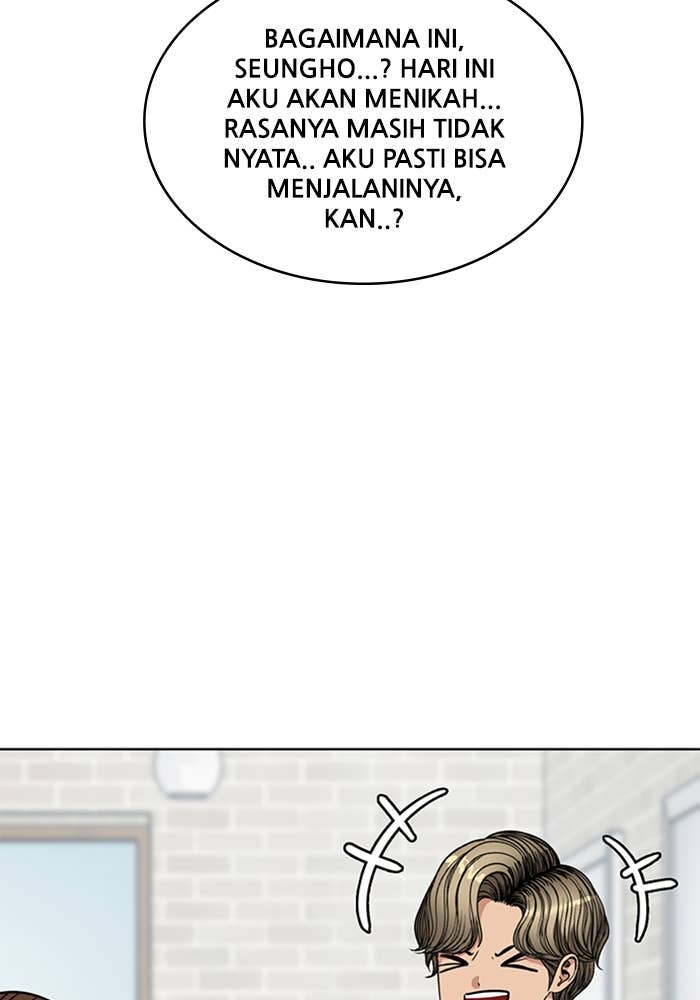 BAGAIMANA INI,
SEUNGHO...? HARI INI
AKU AKAN MENIKAH...
RASANYA MASIH TIDAK
NYATA.. AKU PASTI BISA
MENJALANINYA,
KAN..?